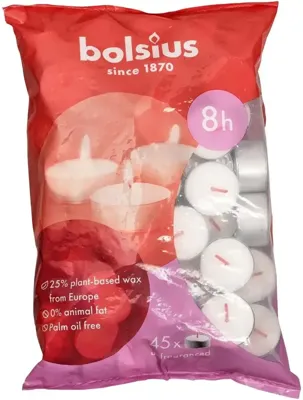 bolsius
since 1870
8h
25% plant-based wax
from Europe
0% animal fat
Palm oil free
45x